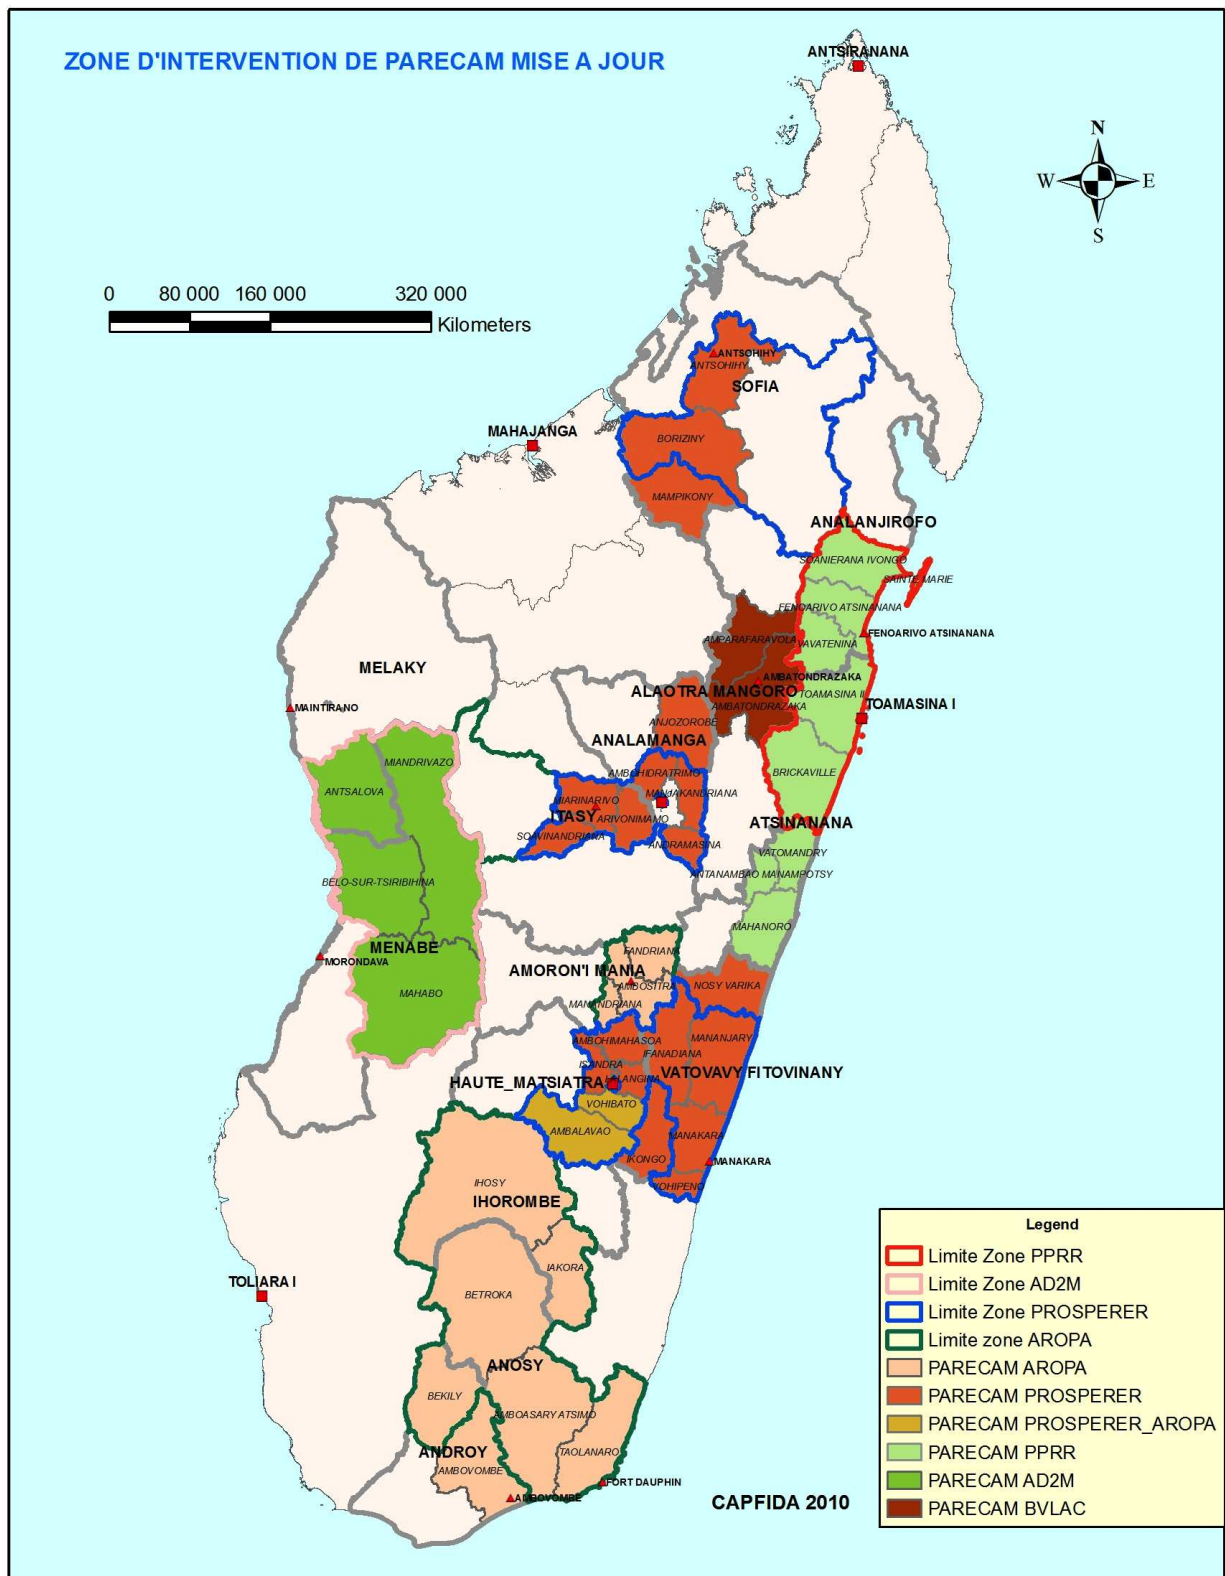 ZONE D'INTERVENTION DE PARECAM MISE A JOUR
ANTSIRANANA
N
W
E
S
0 80 000 160 000 320 000
Kilometers
ANTSOHIHY
ANTSOHIHY
SOFIA
MAHAJANGA
BORIZINY
MAMPIKONY
ANALANJIROFO
SOANIERANA IVONGO
SAINTE MARIE
FENOARIVO ATSINANANA
FENOARIVO ATSINANANA
AMPARAFARAVOLA
VAVATENINA
MELAKY
AMBATONDRAZAKA
ALAOTRA MANGORO
TOAMASINA II
TOAMASINA I
MAINTIRANO
AMBATONDRAZAKA
ANJOZOROBE
ANALAMANGA
MIANDRIVAZO
AMBOHIDRATRIMO
BRICKAVILLE
ANTSALOVA
MANJAKANDRIANA
MIARINARIVO
ITASY
ARIVONIMAMO
ATSINANANA
SOAVINANDRIANA
ANDRAMASINA
VATOMANDRY
ANTANAMBAO MANAMPOTSY
BELO-SUR-TSIRIBIHINA
MAHANORO
MENABE
FANDRIANA
MORONDAVA
AMORON'I MANIA
AMBOSITRA
NOSY VARIKA
MAHABO
MANANDRIANA
AMBOHIMAHASOA
MANANJARY
IFANADIANA
ISANDRA
VATOVAVY FITOVINANY
HAUTE_MATSIATRA
LALANGINA
VOHIBATO
AMBALAVAO
MANAKARA
IKONGO
MANAKARA
IHOSY
VOHIPENO
IHOROMBE
IAKORA
TOLIARA I
BETROKA
ANOSY
BEKILY
AMBOASARY ATSIMO
ANDROY
TAOLANARO
AMBOVOMBE
FORT DAUPHIN
AMBOVOMBE
CAPFIDA 2010
Legend
Limite Zone PPRR
Limite Zone AD2M
Limite Zone PROSPERER
Limite zone AROPA
PARECAM AROPA
PARECAM PROSPERER
PARECAM PROSPERER_AROPA
PARECAM PPRR
PARECAM AD2M
PARECAM BVLAC